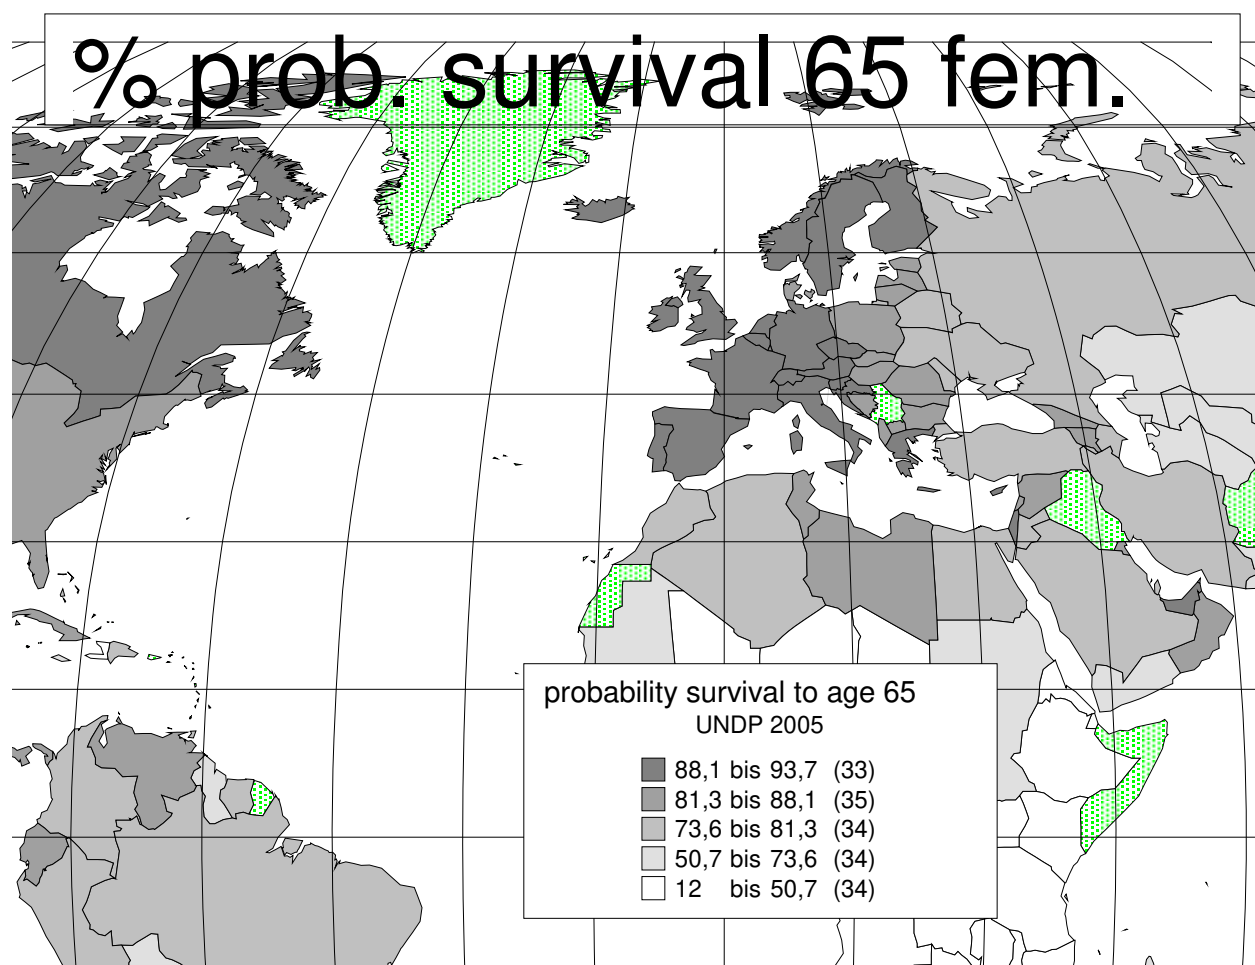 % prob. survival 65 fem.
probability survival to age 65
UNDP 2005
88,1 bis 93,7 (33)
81,3 bis 88,1 (35)
73,6 bis 81,3 (34)
50,7 bis 73,6 (34)
12 bis 50,7 (34)